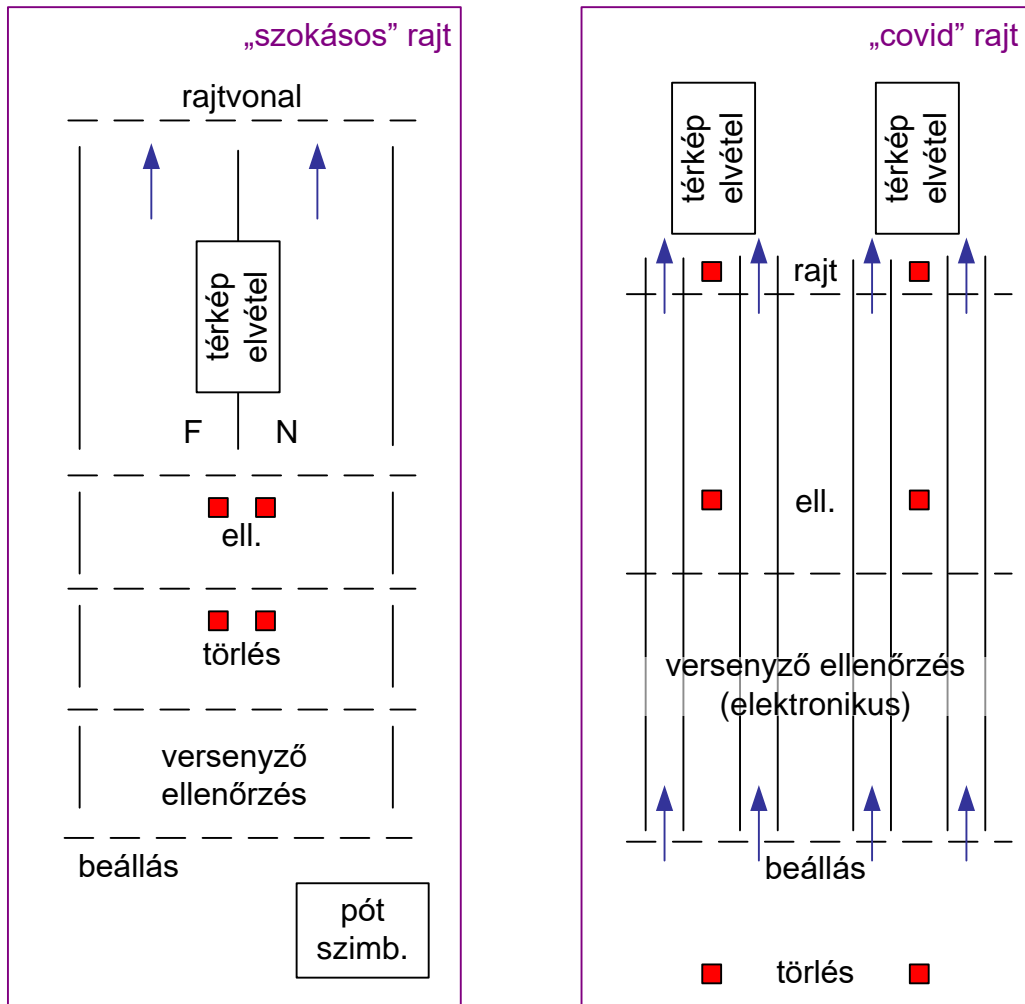 „szokásos” rajt
rajtvonal
térkép
elvétel
F N
ell.
törlés
versenyző
ellenőrzés
beállás
pót
szimb.
„covid” rajt
térkép
elvétel
térkép
elvétel
rajt
ell.
versenyző ellenőrzés
(elektronikus)
beállás
törlés